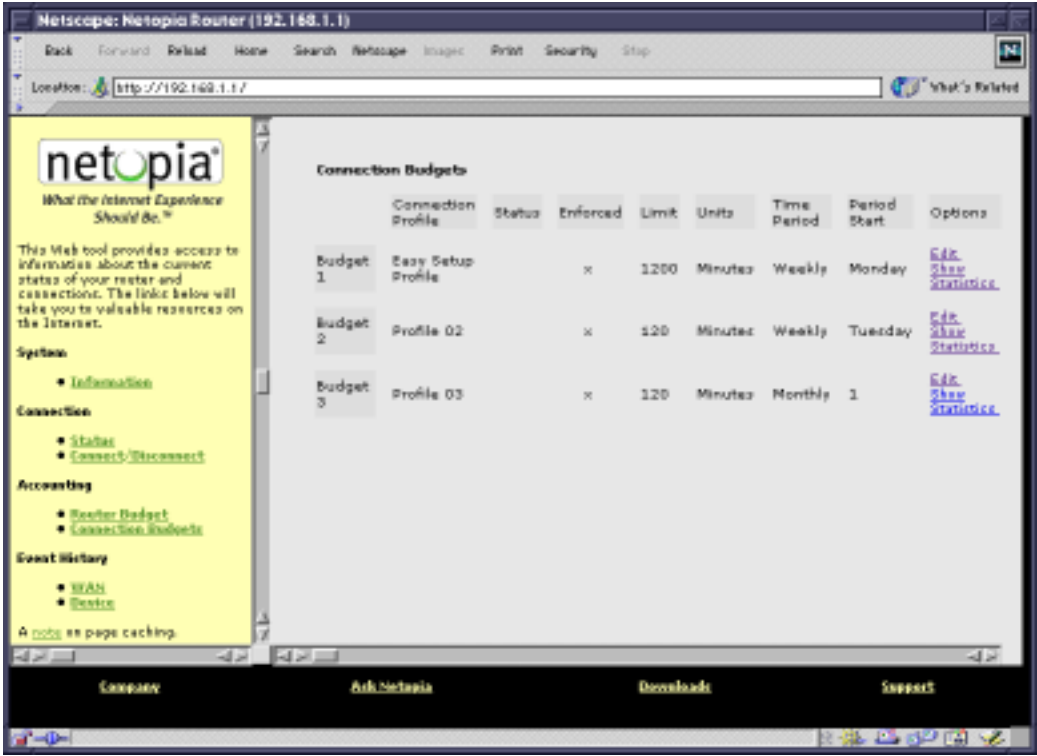 Netscape: Netopia Router (192.168.1.1)
Back Forward Reload Home Search Netscape Images Print Security Stop
Location: http://192.168.1.1/ What's Related
netopia®
What the Internet Experience
Should Be.™
This Web tool provides access to
information about the current
status of your router and
connections. The links below will
take you to valuable resources on
the Internet.
System
• Information
Connection
• Status
• Connect/Disconnect
Accounting
• Router Budget
• Connection Budgets
Event History
• WAN
• Device
A note on page caching.
Connection Budgets
Connection Profile Status Enforced Limit Units Time Period Period Start Options
Budget 1 Easy Setup Profile x 1200 Minutes Weekly Monday Edit Show Statistics
Budget 2 Profile 02 x 120 Minutes Weekly Tuesday Edit Show Statistics
Budget 3 Profile 03 x 120 Minutes Monthly 1 Edit Show Statistics
Company Ask Netopia Downloads Support